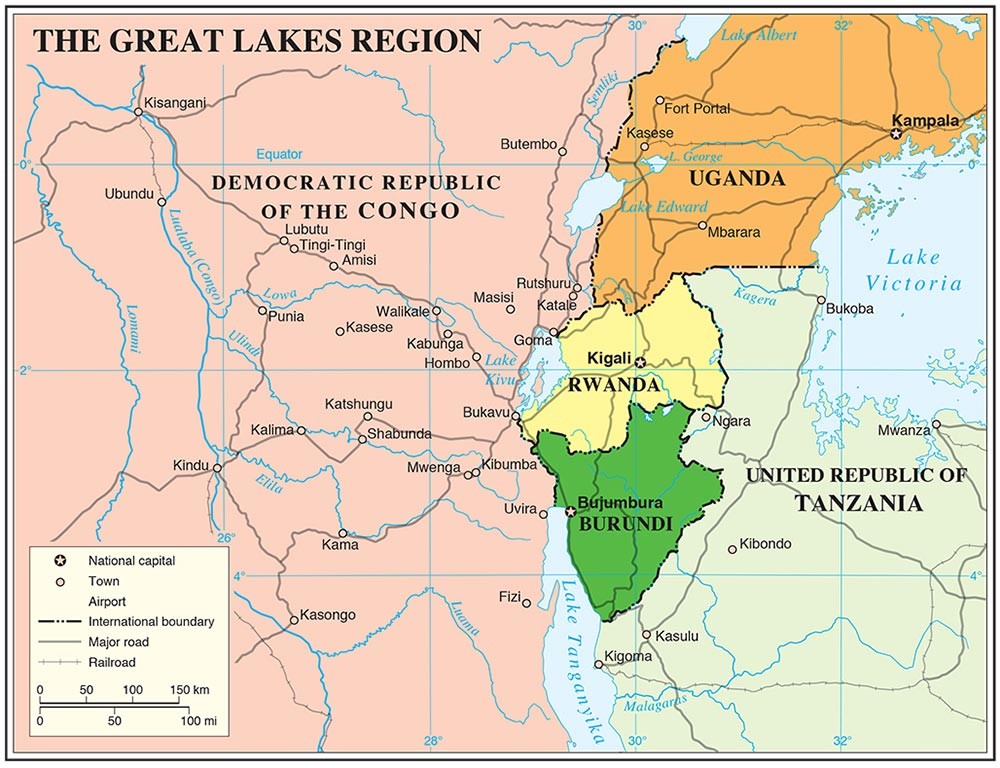 THE GREAT LAKES REGION
30°
32°
Lake Albert
Semliki
Kisangani
Fort Portal
Kampala
Kasese
Butembo
Equator
L. George
0°
DEMOCRATIC REPUBLIC
OF THE CONGO
UGANDA
Ubundu
Lake Edward
Lualaba (Congo)
Lubutu
Tingi-Tingi
Amisi
Mbarara
Lake
Victoria
Rutshuru
Lowa
Masisi
Katale
Kagera
Lomami
Punia
Walikale
Bukoba
Kasese
Kabunga
Goma
Ulindi
Hombo
Lake
Kivu
Kigali
2°
2°
RWANDA
Katshungu
Bukavu
Kalima
Shabunda
Ngara
Mwanza
Kindu
Mwenga
Kibumba
Elila
UNITED REPUBLIC OF
TANZANIA
Uvira
Bujumbura
BURUNDI
26°
Kama
Kibondo
4°
4°
National capital
Town
Airport
International boundary
Major road
Railroad
0 50 100 150 km
0 50 100 mi
Fizi
Luama
Lake Tanganyika
Kasongo
Kasulu
Kigoma
Malagaras
28°
30°
32°